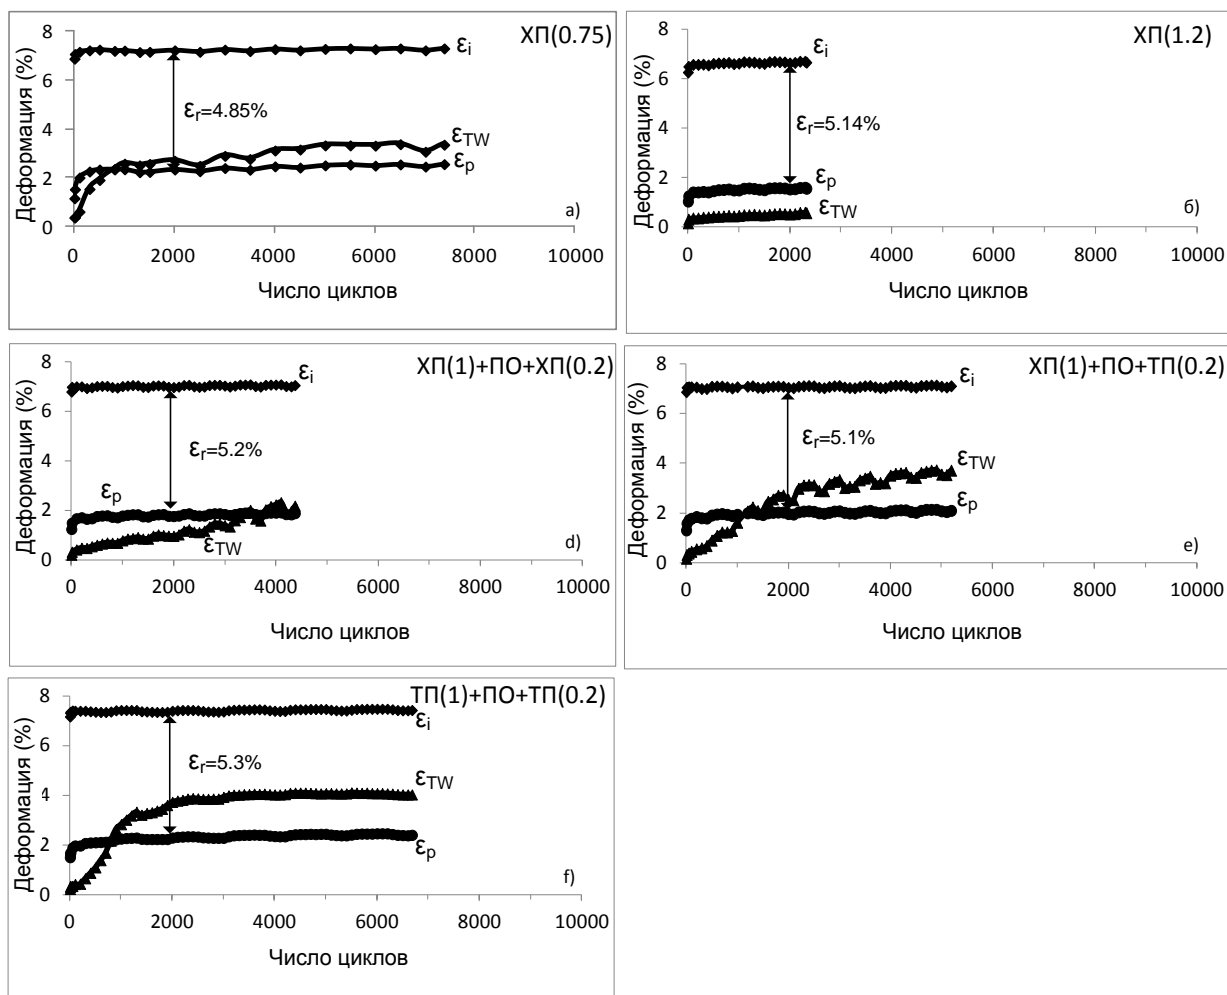 ХП(0.75)
Деформация (%)
8
6
4
2
0
εi
εr=4.85%
εTW
εp
а)
0 2000 4000 6000 8000 10000
Число циклов
ХП(1.2)
Деформация (%)
8
6
4
2
0
εi
εr=5.14%
εp
εTW
б)
0 2000 4000 6000 8000 10000
Число циклов
ХП(1)+ПО+ХП(0.2)
Деформация (%)
8
6
4
2
0
εi
εr=5.2%
εp
εTW
d)
0 2000 4000 6000 8000 10000
Число циклов
ХП(1)+ПО+ТП(0.2)
Деформация (%)
8
6
4
2
0
εi
εr=5.1%
εTW
εp
e)
0 2000 4000 6000 8000 10000
Число циклов
ТП(1)+ПО+ТП(0.2)
Деформация (%)
8
6
4
2
0
εi
εr=5.3%
εTW
εp
f)
0 2000 4000 6000 8000 10000
Число циклов